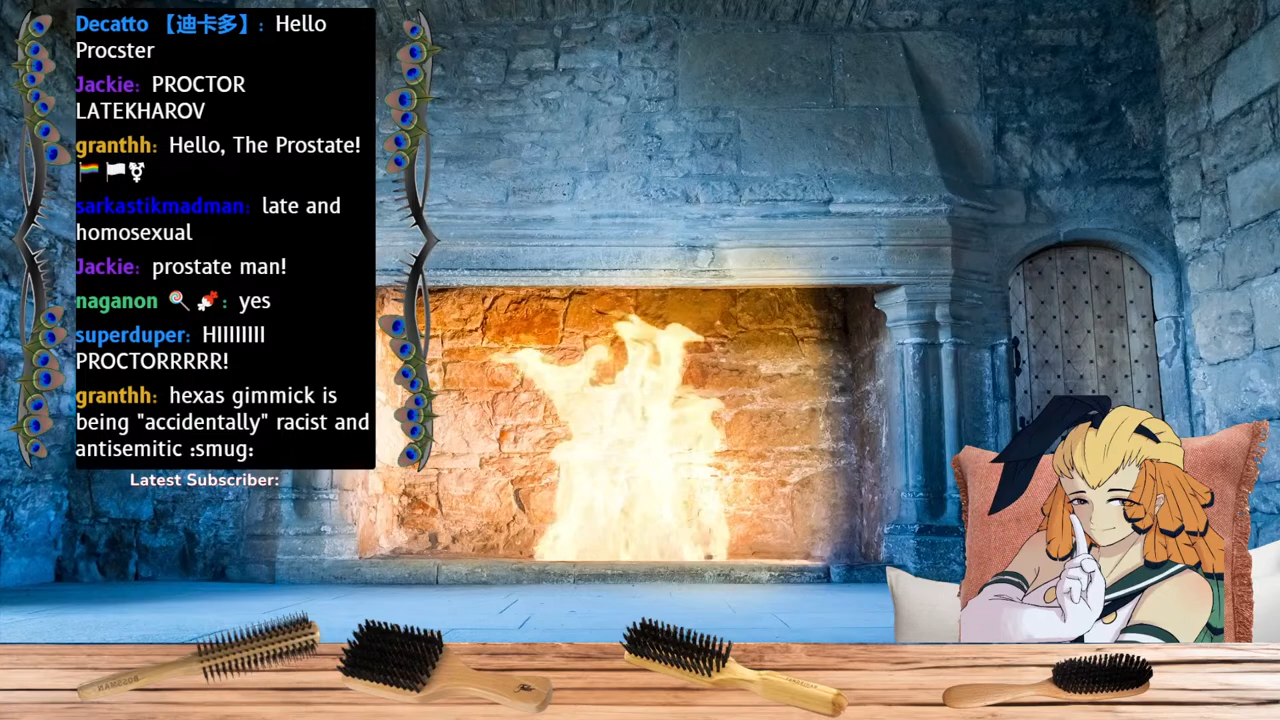 Decatto 【迪卡多】: Hello
Procster
Jackie: PROCTOR
LATEKHAROV
granthh: Hello, The Prostate!
🏳️‍🌈 🏳️‍⚧️
sarkastikmadman: late and
homosexual
Jackie: prostate man!
naganon 🍭 🍢: yes
superduper: HIIIIIIII
PROCTORRRRR!
granthh: hexas gimmick is
being "accidentally" racist and
antisemitic :smug:
Latest Subscriber: